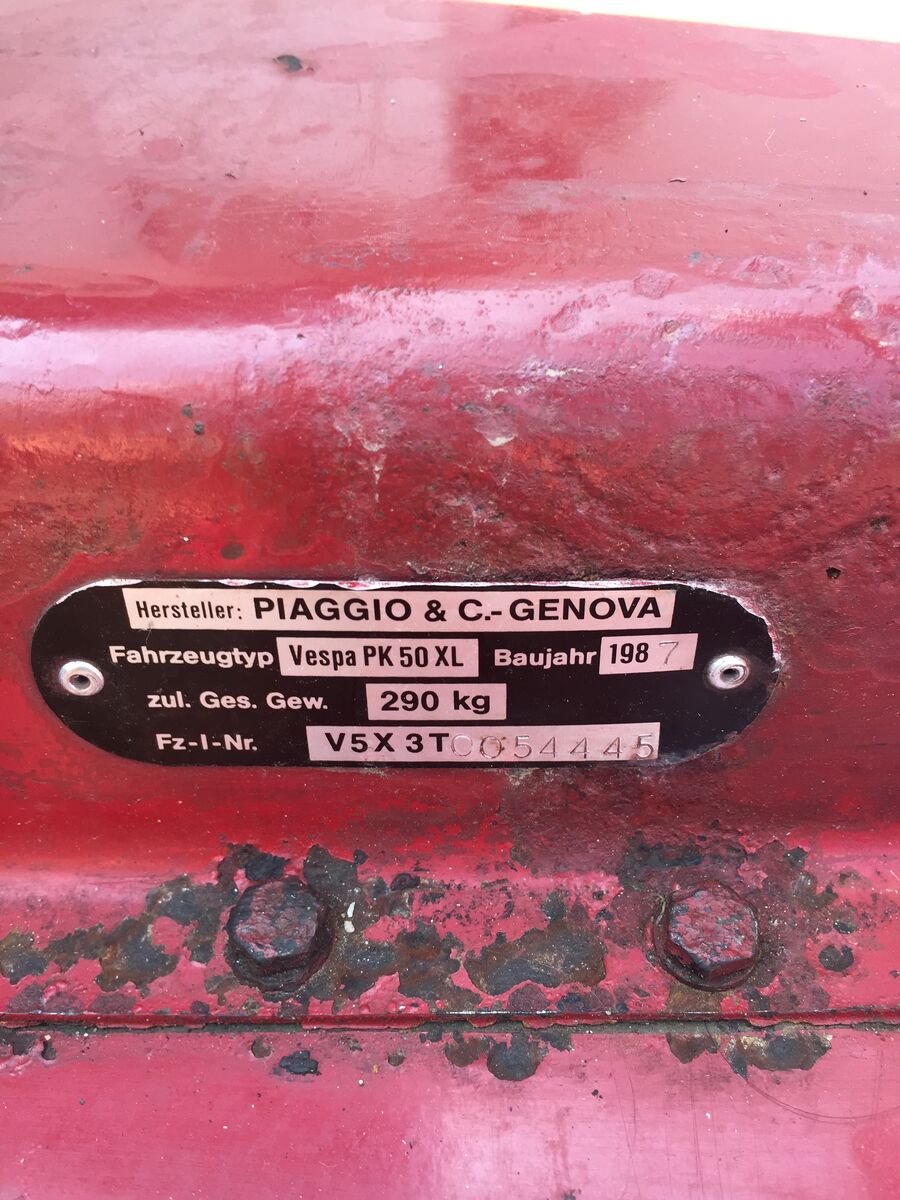 Hersteller: PIAGGIO & C.-GENOVA
Fahrzeugtyp Vespa PK 50 XL Baujahr 1987
zul. Ges. Gew. 290 kg
Fz-I-Nr. V5X 3T0054445